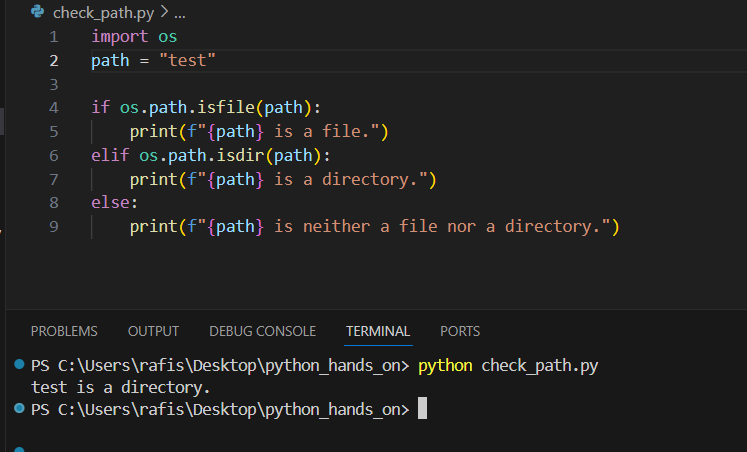 check_path.py > ...
1 import os
2 path = "test"
3
4 if os.path.isfile(path):
5     print(f"{path} is a file.")
6 elif os.path.isdir(path):
7     print(f"{path} is a directory.")
8 else:
9     print(f"{path} is neither a file nor a directory.")
PROBLEMS OUTPUT DEBUG CONSOLE TERMINAL PORTS
PS C:\Users\rafis\Desktop\python_hands_on> python check_path.py
test is a directory.
PS C:\Users\rafis\Desktop\python_hands_on>